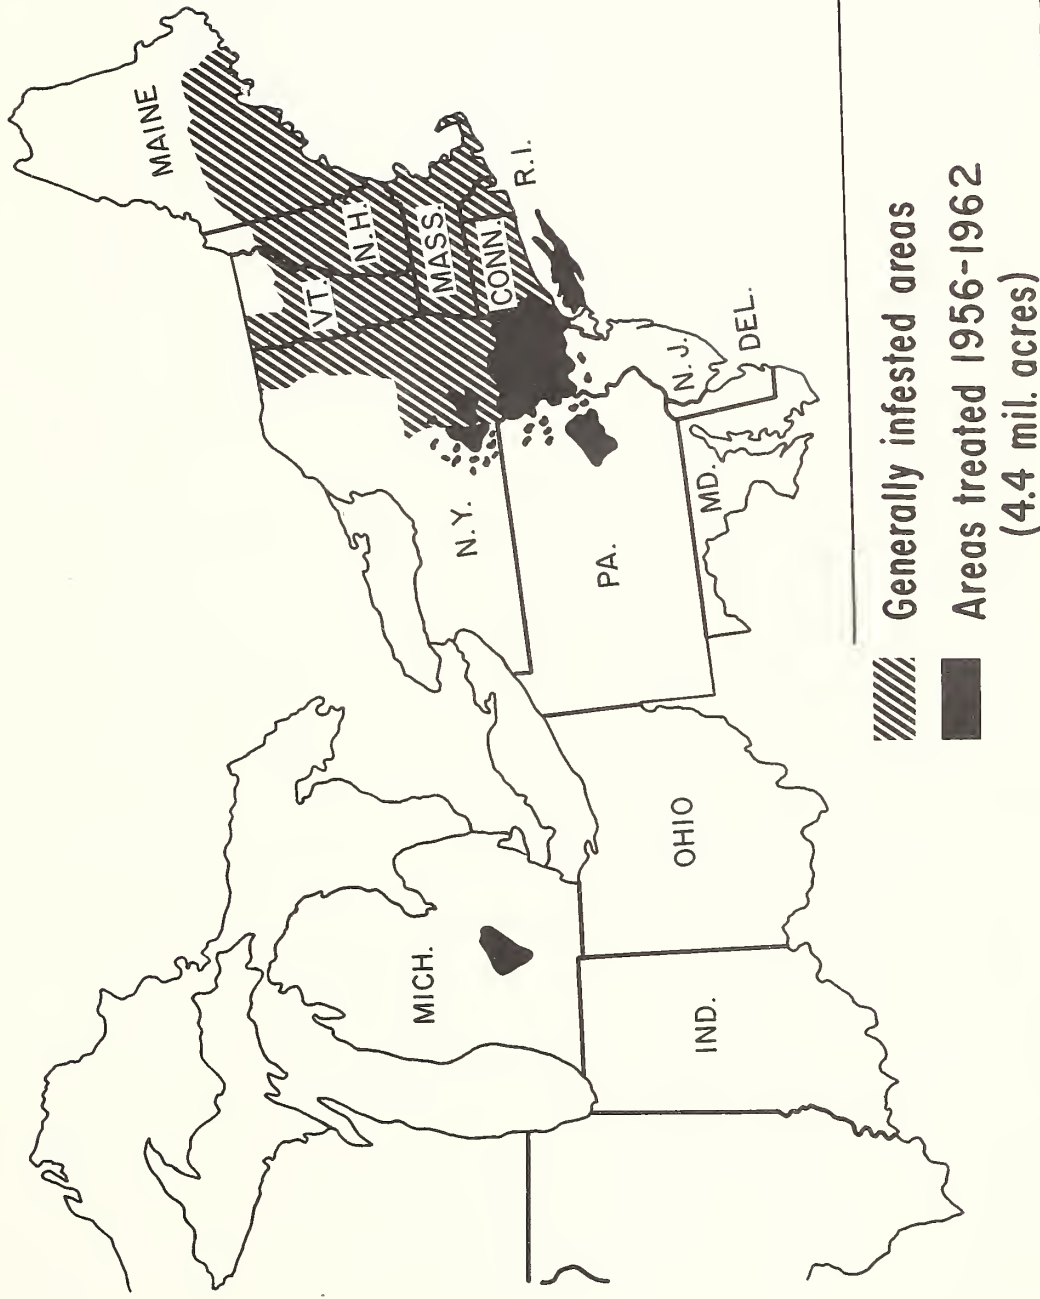 MAINE
VT.
N.H.
MASS.
CONN.
R.I.
N.Y.
N.J.
PA.
DEL.
MD.
MICH.
OHIO
IND.
Generally infested areas
Areas treated 1956-1962
(4.4 mil. acres)